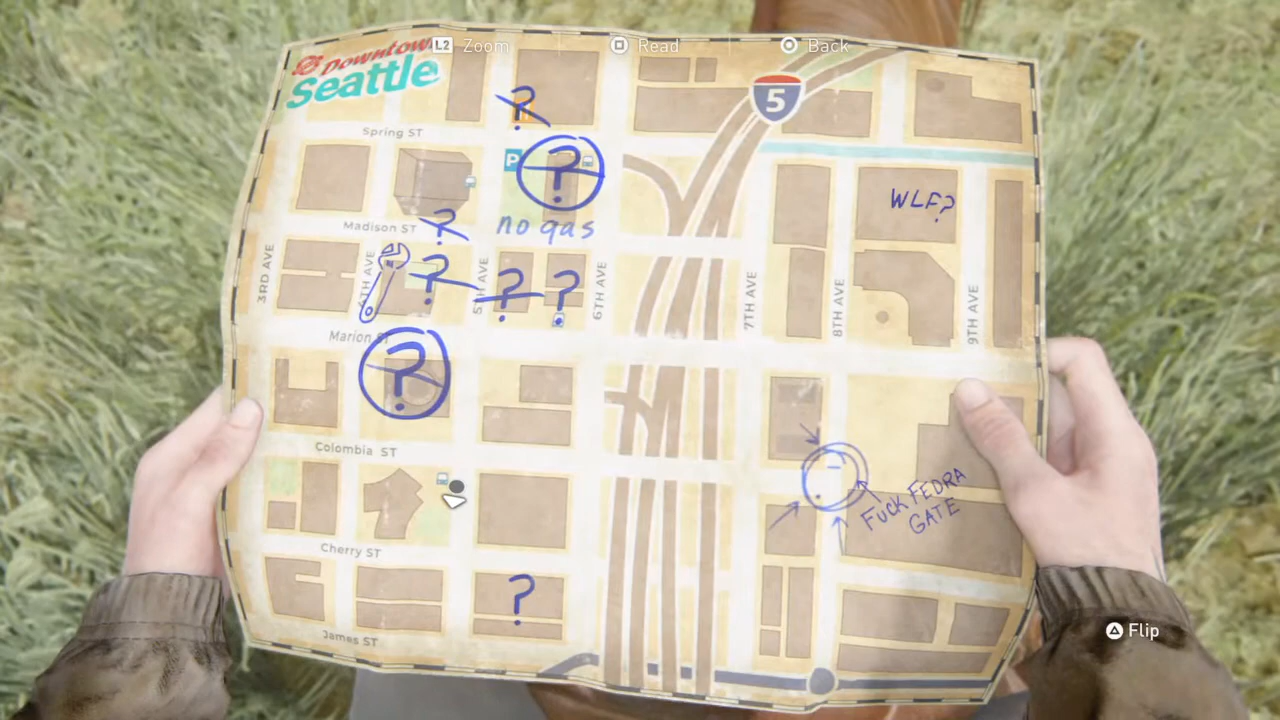 L2 Zoom
Read
Back
Downtown
Seattle
5
?
Spring ST
P
?
WLF?
Madison ST
?
no gas
3RD AVE
?
5TH AVE
?
?
6TH AVE
7TH AVE
8TH AVE
9TH AVE
Marion ST
?
Colombia ST
FUCK FEDRA
GATE
Cherry ST
?
James ST
Flip